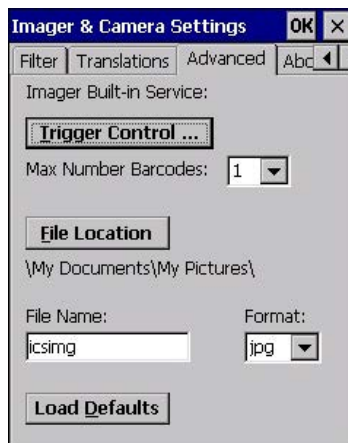 Imager & Camera Settings OK ×
Filter Translations Advanced Abc
Imager Built-in Service:
Trigger Control ...
Max Number Barcodes: 1
File Location
\My Documents\My Pictures\
File Name: Format:
icsimg jpg
Load Defaults